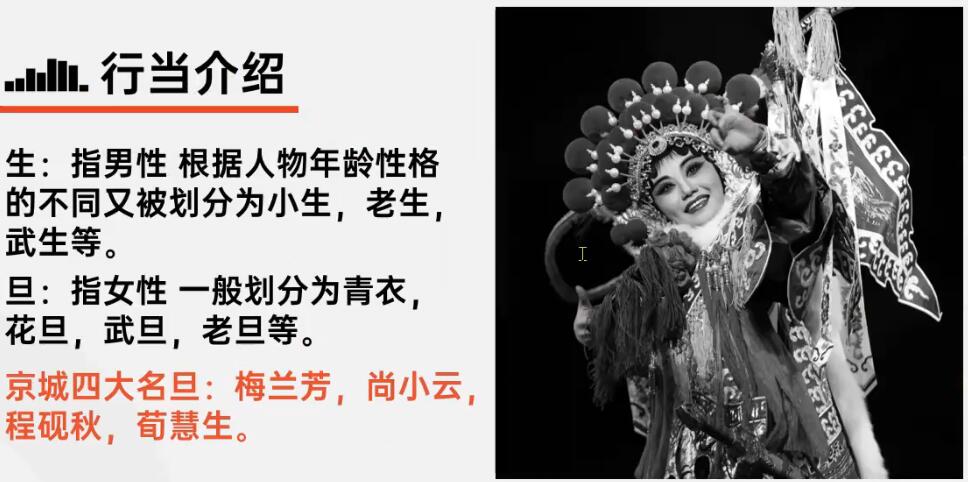 行当介绍
生：指男性 根据人物年龄性格
的不同又被划分为小生，老生，
武生等。
旦：指女性 一般划分为青衣，
花旦，武旦，老旦等。
京城四大名旦：梅兰芳，尚小云，
程砚秋，荀慧生。